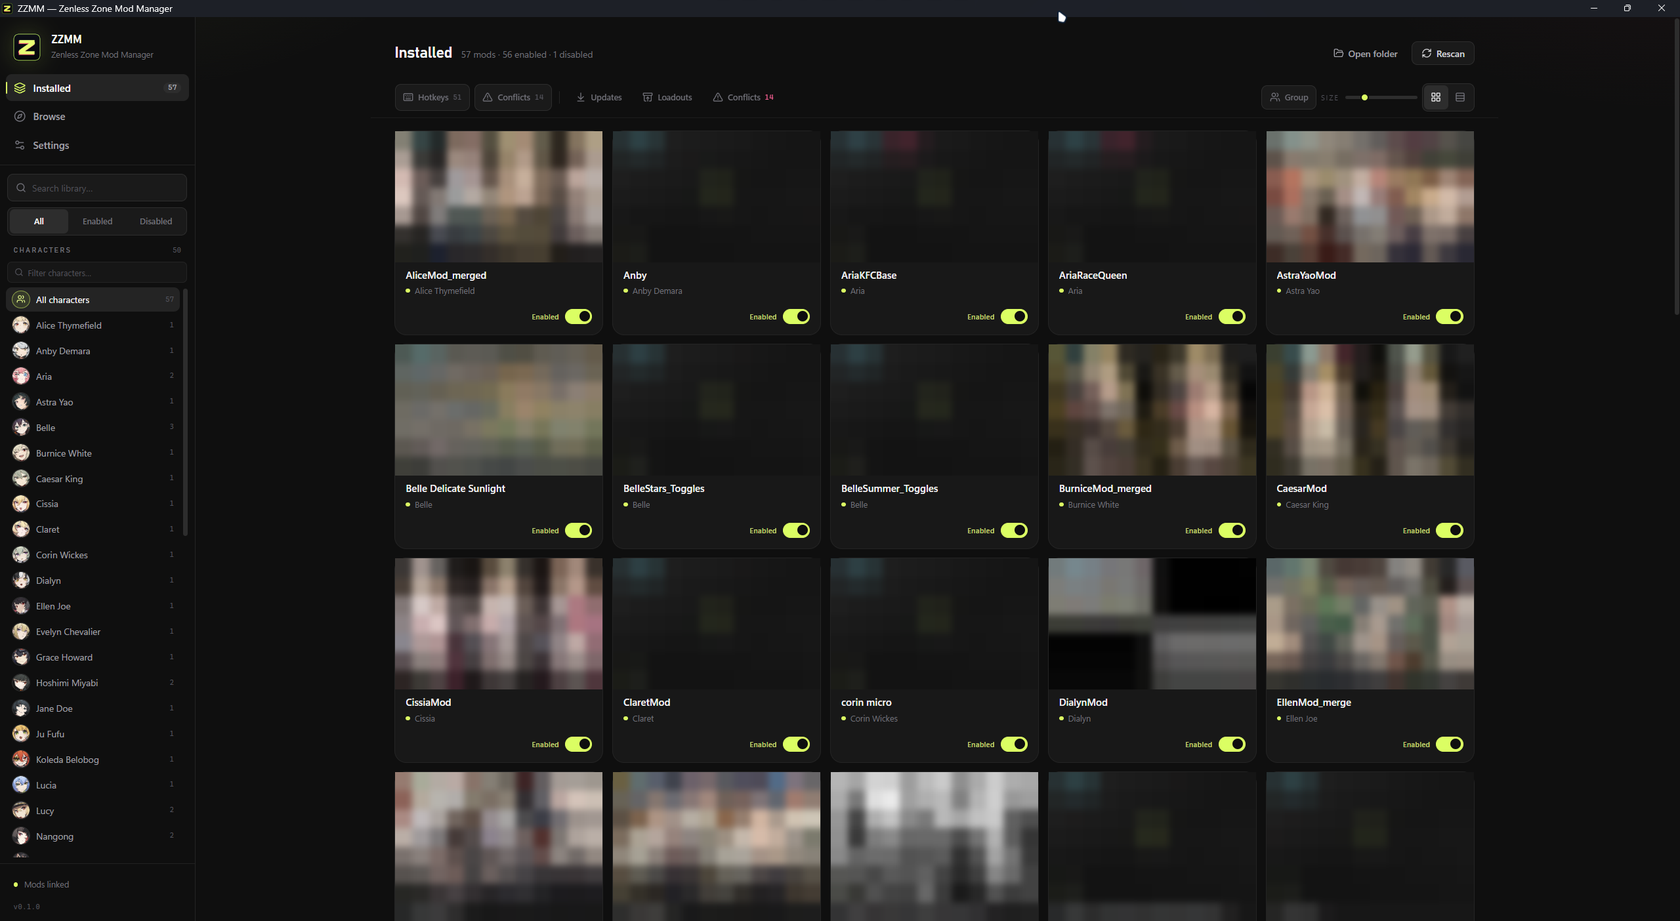 ZZMM — Zenless Zone Mod Manager
ZZMM
Zenless Zone Mod Manager
Installed 57
Browse
Settings
Search library...
All Enabled Disabled
CHARACTERS 50
Filter characters...
All characters 57
Alice Thymefield 1
Anby Demara 1
Aria 2
Astra Yao 1
Belle 3
Burnice White 1
Caesar King 1
Cissia 1
Claret 1
Corin Wickes 1
Dialyn 1
Ellen Joe 1
Evelyn Chevalier 1
Grace Howard 1
Hoshimi Miyabi 2
Jane Doe 1
Ju Fufu 1
Koleda Belobog 1
Lucia 1
Lucy 2
Nangong 2
Mods linked
v0.1.0
Installed 57 mods · 56 enabled · 1 disabled
Open folder Rescan
Hotkeys 51 Conflicts 14 Updates Loadouts Conflicts 14
Group SIZE
AliceMod_merged
Alice Thymefield
Enabled
Anby
Anby Demara
Enabled
AriaKFCBase
Aria
Enabled
AriaRaceQueen
Aria
Enabled
AstraYaoMod
Astra Yao
Enabled
Belle Delicate Sunlight
Belle
Enabled
BelleStars_Toggles
Belle
Enabled
BelleSummer_Toggles
Belle
Enabled
BurniceMod_merged
Burnice White
Enabled
CaesarMod
Caesar King
Enabled
CissiaMod
Cissia
Enabled
ClaretMod
Claret
Enabled
corin micro
Corin Wickes
Enabled
DialynMod
Dialyn
Enabled
EllenMod_merge
Ellen Joe
Enabled